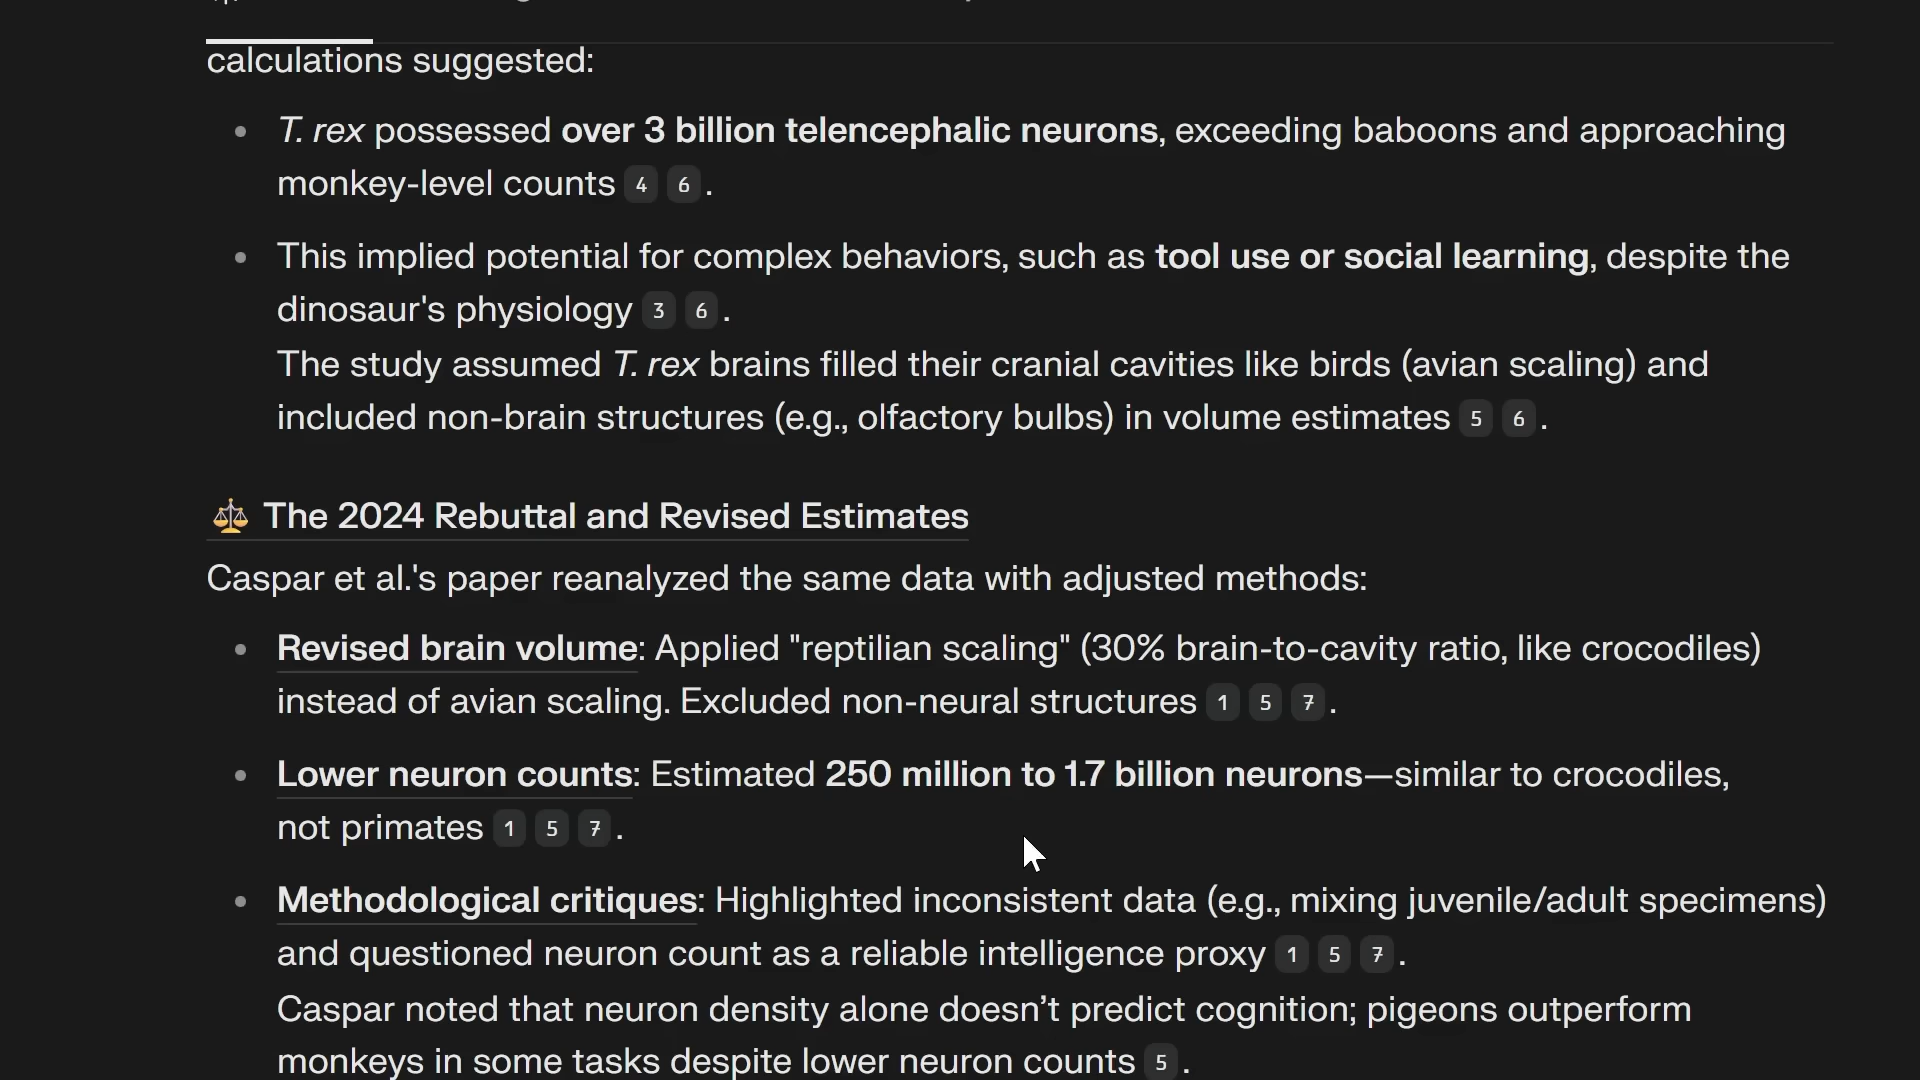 calculations suggested:
T. rex possessed over 3 billion telencephalic neurons, exceeding baboons and approaching
monkey-level counts 4 6 .
This implied potential for complex behaviors, such as tool use or social learning, despite the
dinosaur's physiology 3 6 .
The study assumed T. rex brains filled their cranial cavities like birds (avian scaling) and
included non-brain structures (e.g., olfactory bulbs) in volume estimates 5 6 .
⚖️ The 2024 Rebuttal and Revised Estimates
Caspar et al.'s paper reanalyzed the same data with adjusted methods:
Revised brain volume: Applied "reptilian scaling" (30% brain-to-cavity ratio, like crocodiles)
instead of avian scaling. Excluded non-neural structures 1 5 7 .
Lower neuron counts: Estimated 250 million to 1.7 billion neurons—similar to crocodiles,
not primates 1 5 7 .
Methodological critiques: Highlighted inconsistent data (e.g., mixing juvenile/adult specimens)
and questioned neuron count as a reliable intelligence proxy 1 5 7 .
Caspar noted that neuron density alone doesn’t predict cognition; pigeons outperform
monkeys in some tasks despite lower neuron counts 5 .